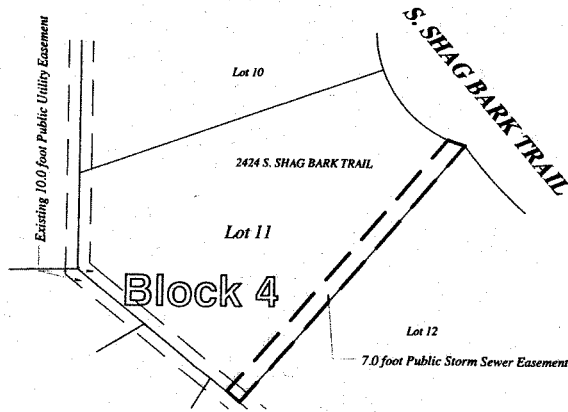 S. SHAG BARK TRAIL
Lot 10
Existing 10.0 foot Public Utility Easement
2424 S. SHAG BARK TRAIL
Lot 11
Block 4
Lot 12
7.0 foot Public Storm Sewer Easement